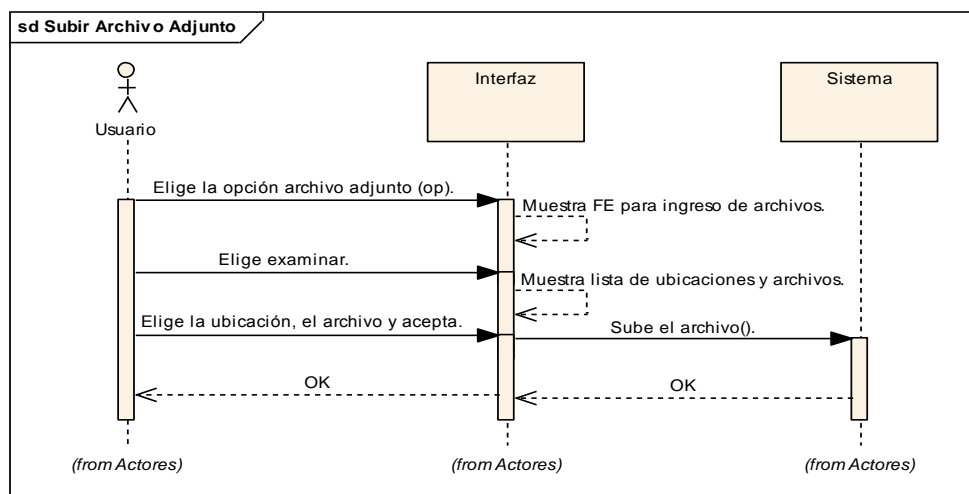 sd Subir Archivo Adjunto
Usuario
Interfaz
Sistema
Elige la opción archivo adjunto (op).
Muestra FE para ingreso de archivos.
Elige examinar.
Muestra lista de ubicaciones y archivos.
Elige la ubicación, el archivo y acepta.
Sube el archivo().
OK
OK
(from Actores)
(from Actores)
(from Actores)